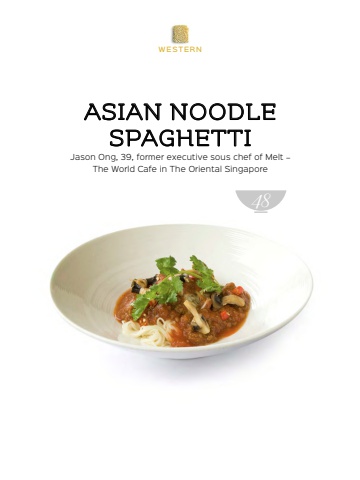 WESTERN
ASIAN NOODLE
SPAGHETTI
Jason Ong, 39, former executive sous chef of Melt –
The World Cafe in The Oriental Singapore
48